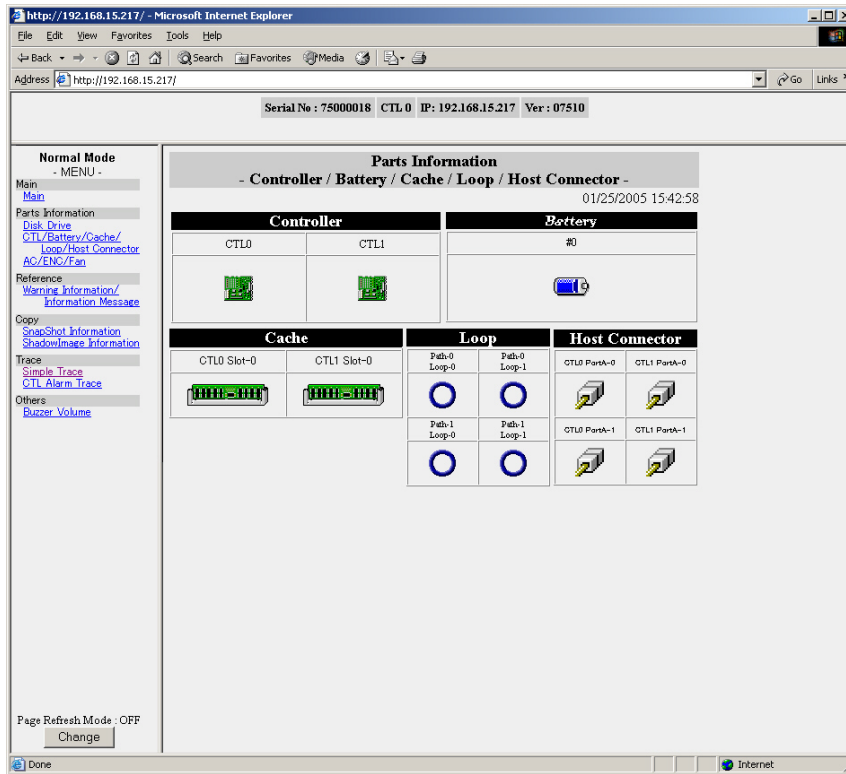 http://192.168.15.217/ - Microsoft Internet Explorer
File Edit View Favorites Tools Help
Back Search Favorites Media
Address http://192.168.15.217/ Go Links
Serial No : 75000018 CTL 0 IP: 192.168.15.217 Ver : 07510
Normal Mode
- MENU -
Main
Main
Parts Information
Disk Drive
CTL/Battery/Cache/
Loop/Host Connector
AC/ENC/Fan
Reference
Warning Information/
Information Message
Copy
SnapShot Information
ShadowImage Information
Trace
Simple Trace
CTL Alarm Trace
Others
Buzzer Volume
Page Refresh Mode : OFF
Change
Parts Information
- Controller / Battery / Cache / Loop / Host Connector -
01/25/2005 15:42:58
Controller Battery
CTL0 CTL1 #0
Cache Loop Host Connector
CTL0 Slot-0 CTL1 Slot-0 Path-0 Loop-0 Path-0 Loop-1 CTL0 PortA-0 CTL1 PortA-0
Path-1 Loop-0 Path-1 Loop-1 CTL0 PortA-1 CTL1 PortA-1
Done Internet